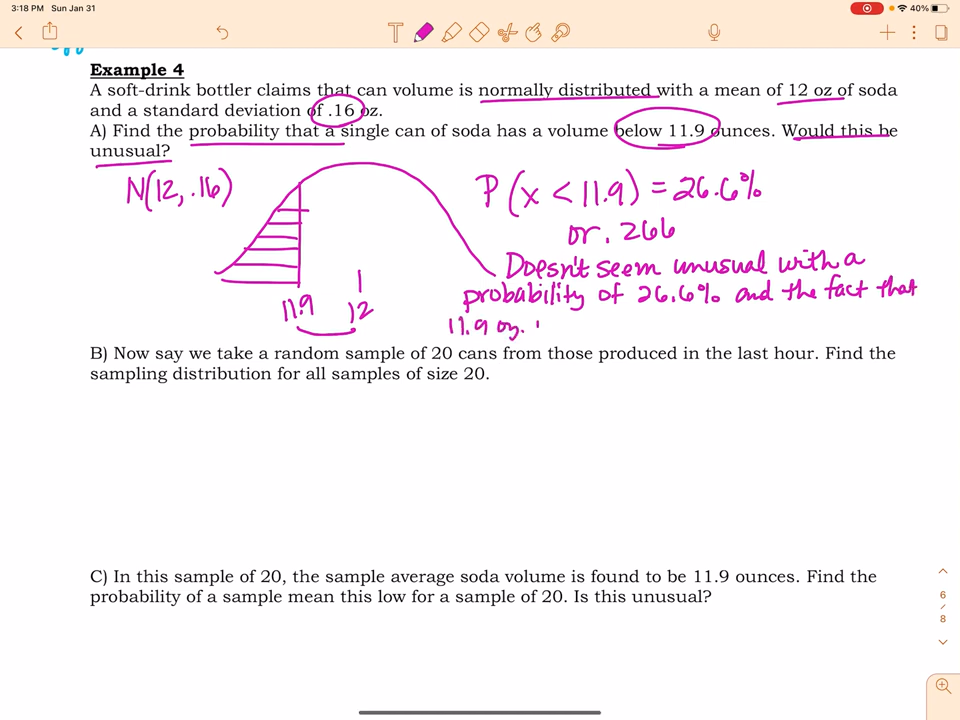 3:18 PM Sun Jan 31
40%
Example 4
A soft-drink bottler claims that can volume is normally distributed with a mean of 12 oz of soda
and a standard deviation of .16 oz.
A) Find the probability that a single can of soda has a volume below 11.9 ounces. Would this be
unusual?
N(12, .16)
P(x < 11.9) = 26.6%
or .266
Doesn't seem unusual with a
probability of 26.6% and the fact that
11.9 oz.
11.9 12
B) Now say we take a random sample of 20 cans from those produced in the last hour. Find the
sampling distribution for all samples of size 20.
C) In this sample of 20, the sample average soda volume is found to be 11.9 ounces. Find the
probability of a sample mean this low for a sample of 20. Is this unusual?
6
/
8